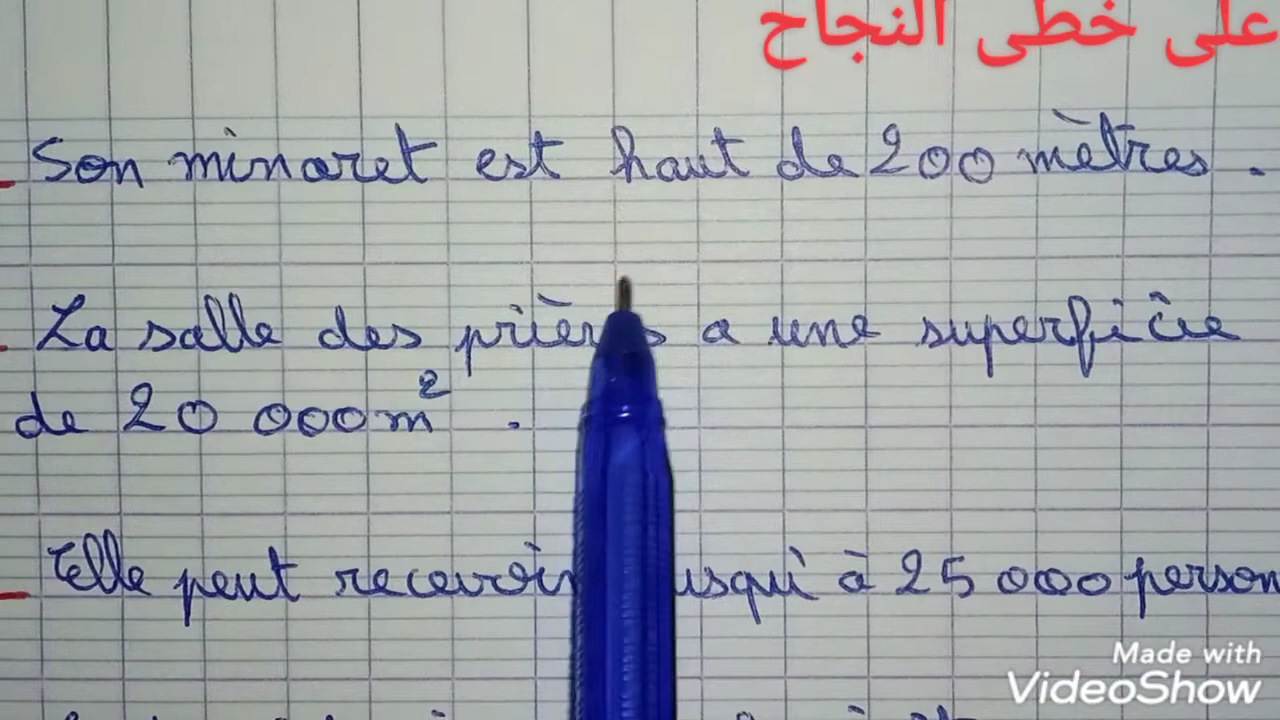 على خطى النجاح
Son minaret est haut de 200 mètres.
La salle des prières a une superficie
de 20 000m².
Elle peut recevoir jusqu'à 25 000 person
Made with
VideoShow